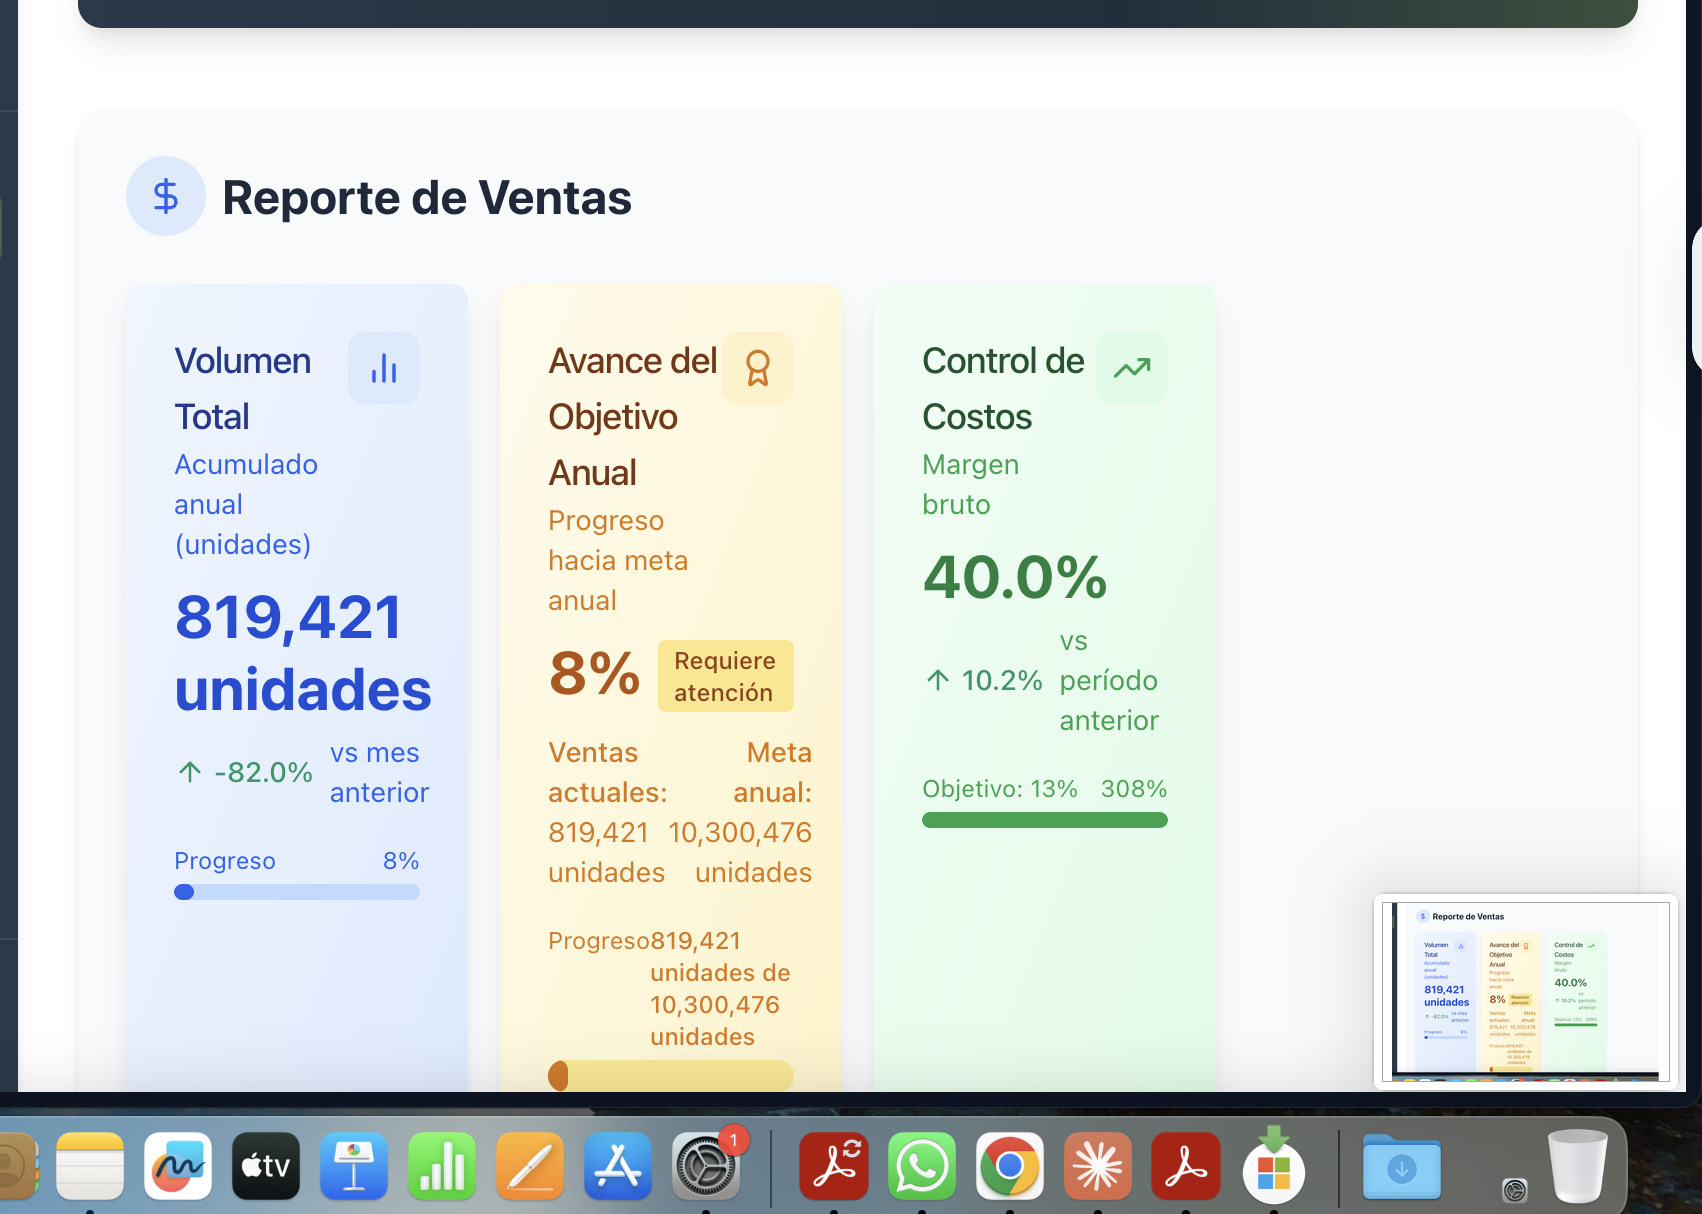 Reporte de Ventas
Volumen
Total
Acumulado
anual
(unidades)
819,421
unidades
-82.0%
vs mes
anterior
Progreso 8%
Avance del
Objetivo
Anual
Progreso
hacia meta
anual
8%
Requiere
atención
Ventas
actuales:
819,421
unidades
Meta
anual:
10,300,476
unidades
Progreso
819,421
unidades de
10,300,476
unidades
Control de
Costos
Margen
bruto
40.0%
10.2%
vs
período
anterior
Objetivo: 13% 308%
Reporte de Ventas
Volumen
Total
Acumulado
anual
(unidades)
819,421
unidades
-82.0%
vs mes
anterior
Progreso 8%
Avance del
Objetivo
Anual
Progreso
hacia meta
anual
8%
Requiere
atención
Ventas
actuales:
819,421
unidades
Meta
anual:
10,300,476
unidades
Progreso
819,421
unidades de
10,300,476
unidades
Control de
Costos
Margen
bruto
40.0%
10.2%
vs
período
anterior
Objetivo: 13% 308%
tv
1